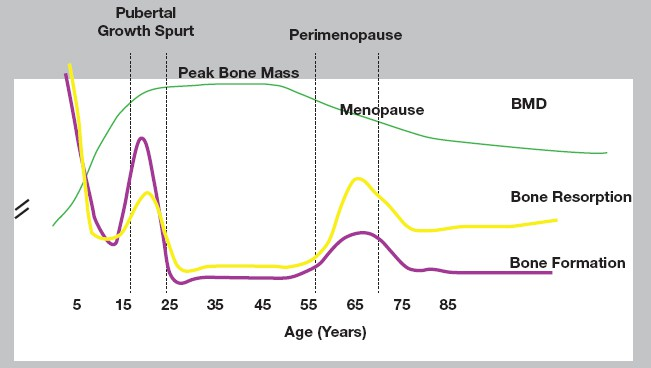 Pubertal
Growth Spurt
Perimenopause
Peak Bone Mass
Menopause
BMD
Bone Resorption
Bone Formation
5 15 25 35 45 55 65 75 85
Age (Years)